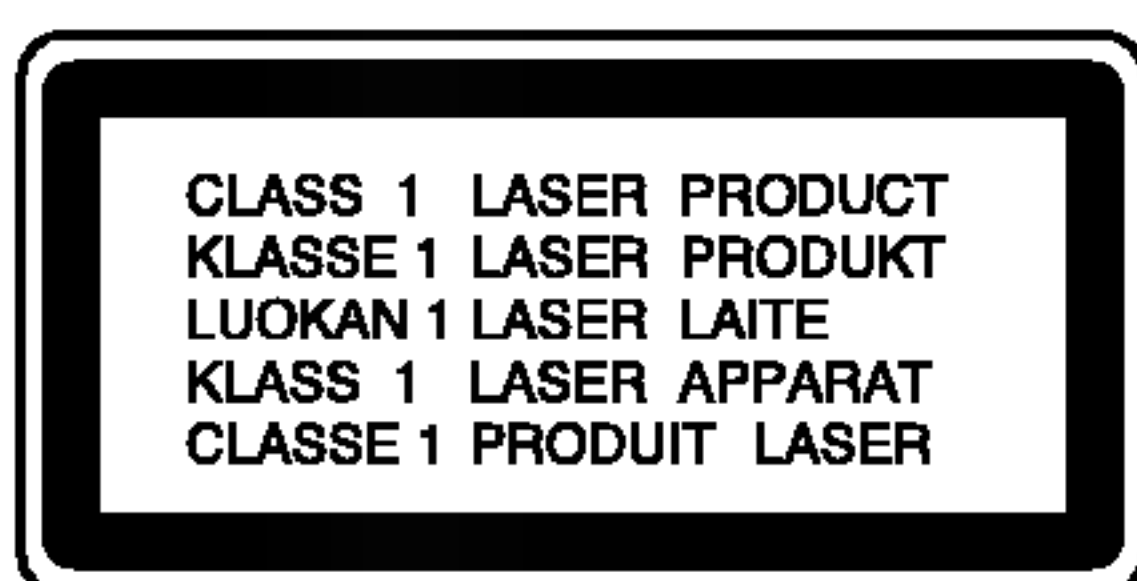 CLASS 1 LASER PRODUCT
KLASSE 1 LASER PRODUKT
LUOKAN 1 LASER LAITE
KLASS 1 LASER APPARAT
CLASSE 1 PRODUIT LASER